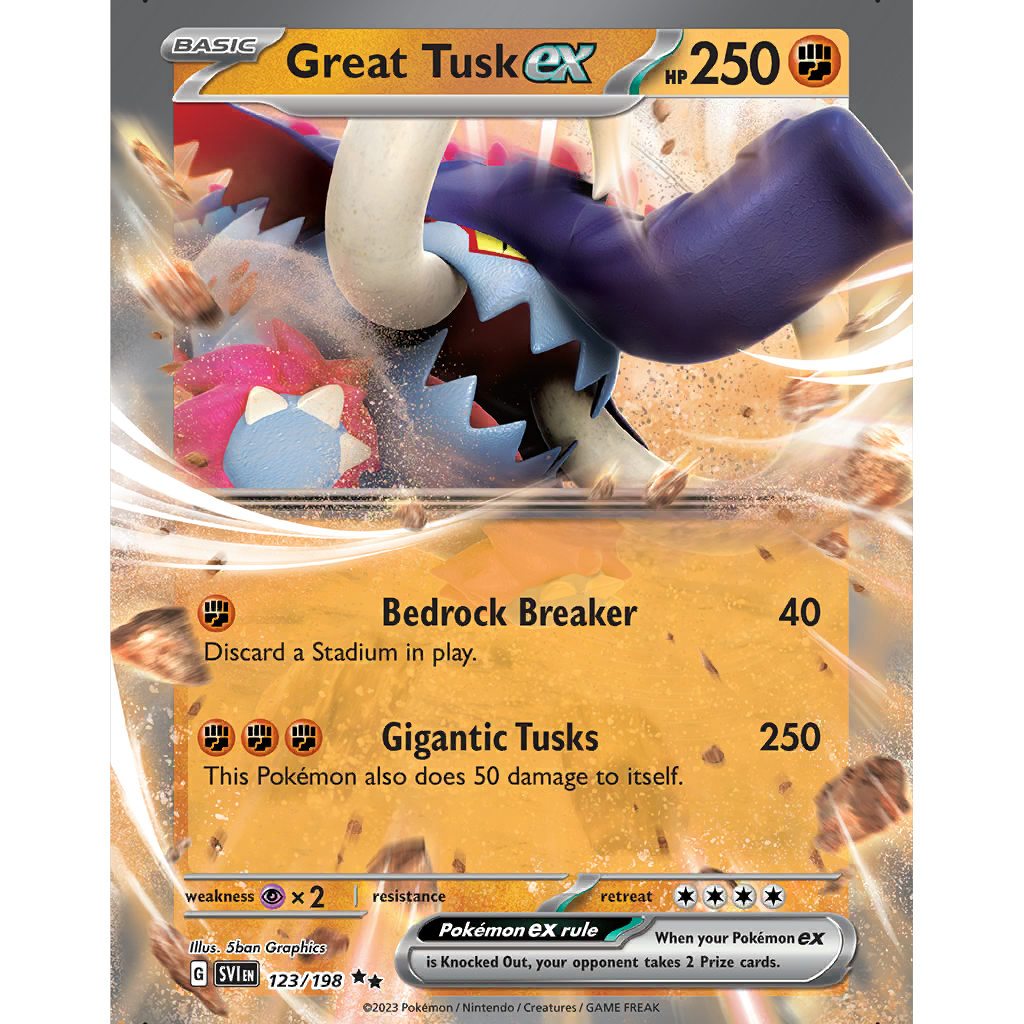 BASIC
Great Tusk ex HP 250
Bedrock Breaker 40
Discard a Stadium in play.
Gigantic Tusks 250
This Pokémon also does 50 damage to itself.
weakness × 2 resistance retreat
Pokémon ex rule When your Pokémon ex
is Knocked Out, your opponent takes 2 Prize cards.
Illus. 5ban Graphics
G SVI EN 123/198
©2023 Pokémon / Nintendo / Creatures / GAME FREAK